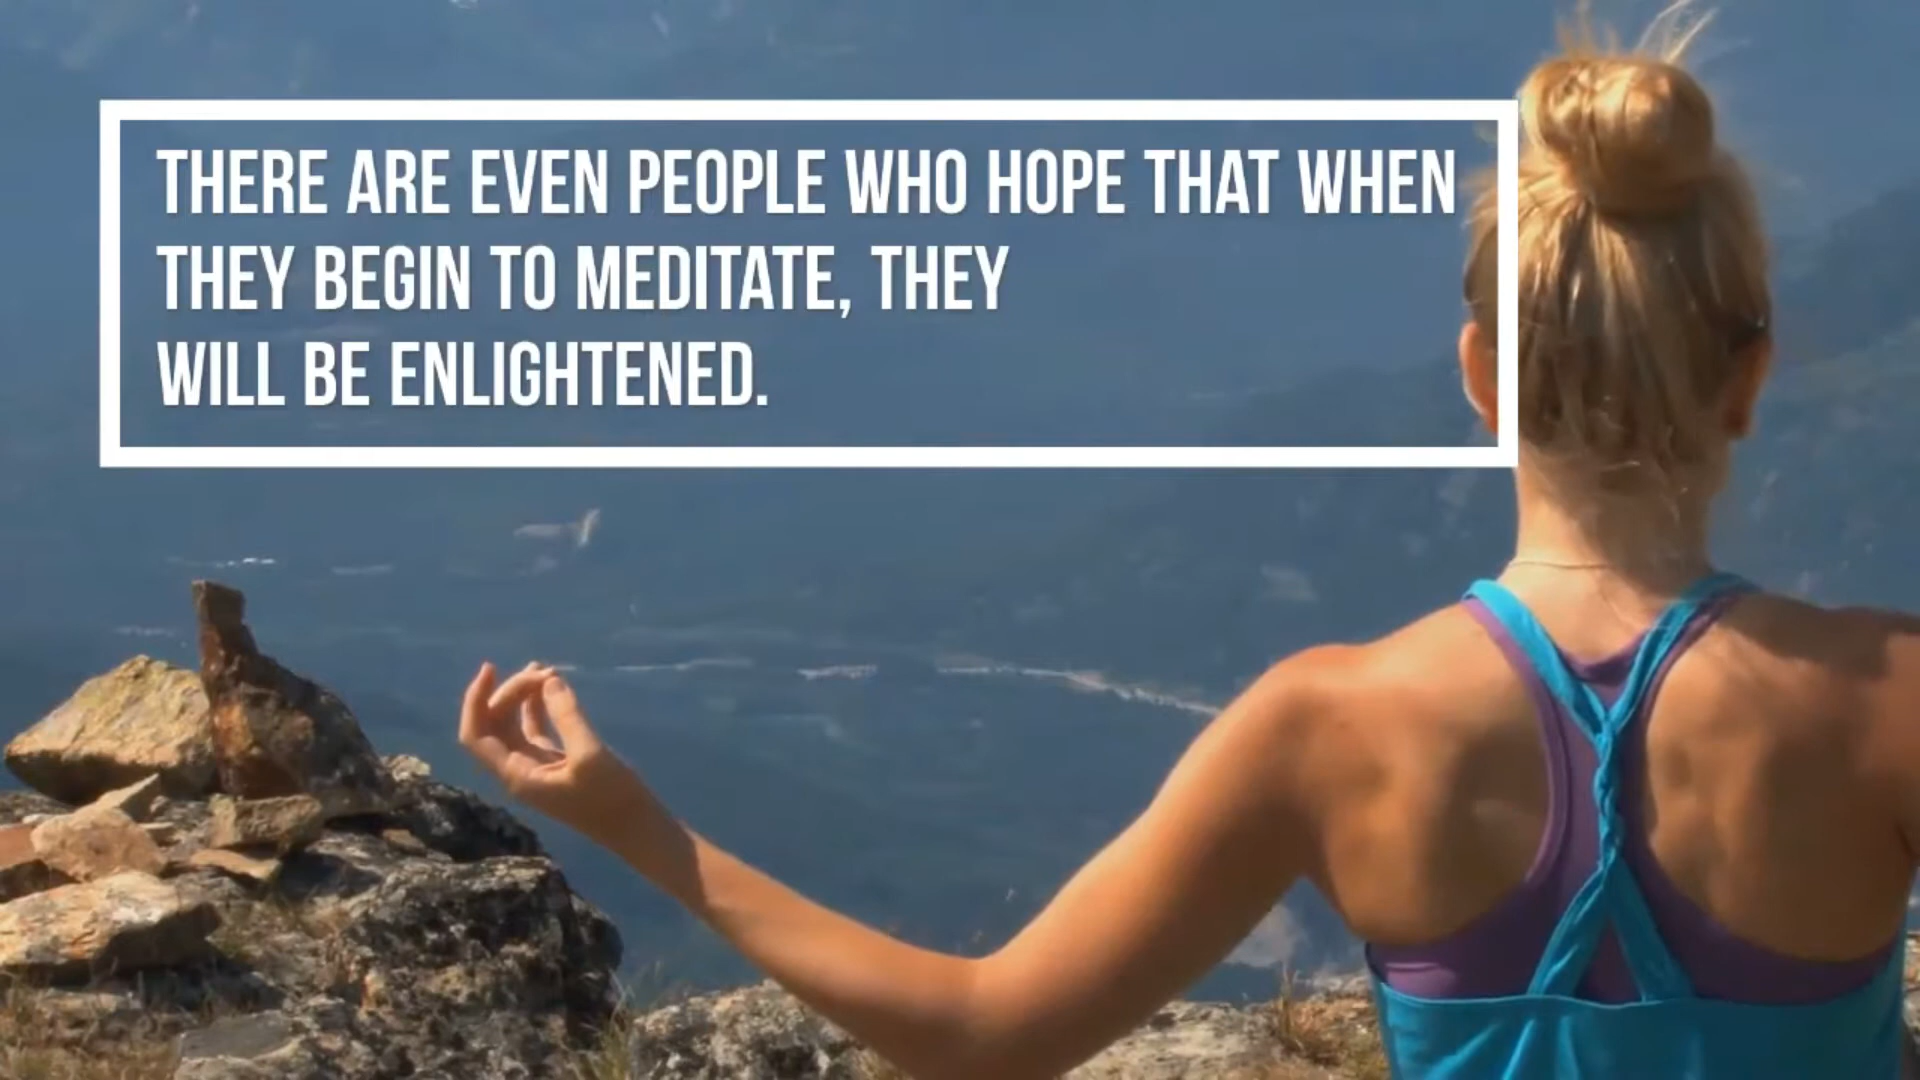 THERE ARE EVEN PEOPLE WHO HOPE THAT WHEN
THEY BEGIN TO MEDITATE, THEY
WILL BE ENLIGHTENED.